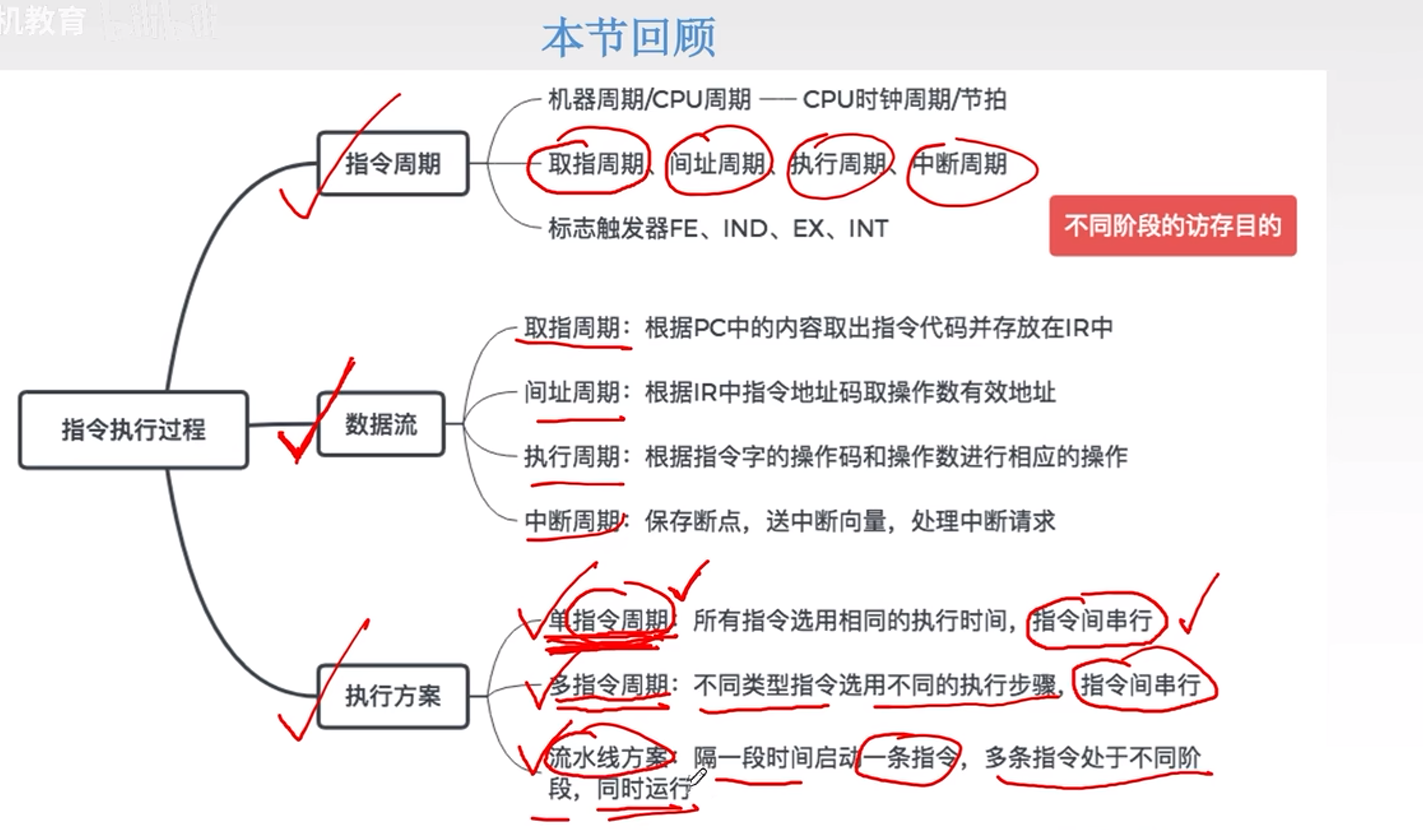 机教育
本节回顾
机器周期/CPU周期 —— CPU时钟周期/节拍
指令周期
取指周期、间址周期、执行周期、中断周期
标志触发器FE、IND、EX、INT
不同阶段的访存目的
取指周期：根据PC中的内容取出指令代码并存放在IR中
间址周期：根据IR中指令地址码取操作数有效地址
指令执行过程
数据流
执行周期：根据指令字的操作码和操作数进行相应的操作
中断周期：保存断点，送中断向量，处理中断请求
单指令周期：所有指令选用相同的执行时间，指令间串行
执行方案
多指令周期：不同类型指令选用不同的执行步骤，指令间串行
流水线方案：隔一段时间启动一条指令，多条指令处于不同阶
段，同时运行